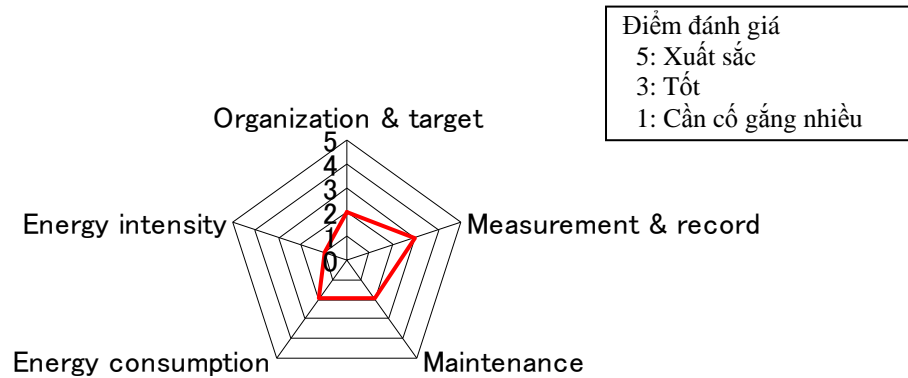 Điểm đánh giá
5: Xuất sắc
3: Tốt
1: Cần cố gắng nhiều
Organization & target
5
4
3
2
1
0
Energy intensity
Measurement & record
Energy consumption
Maintenance